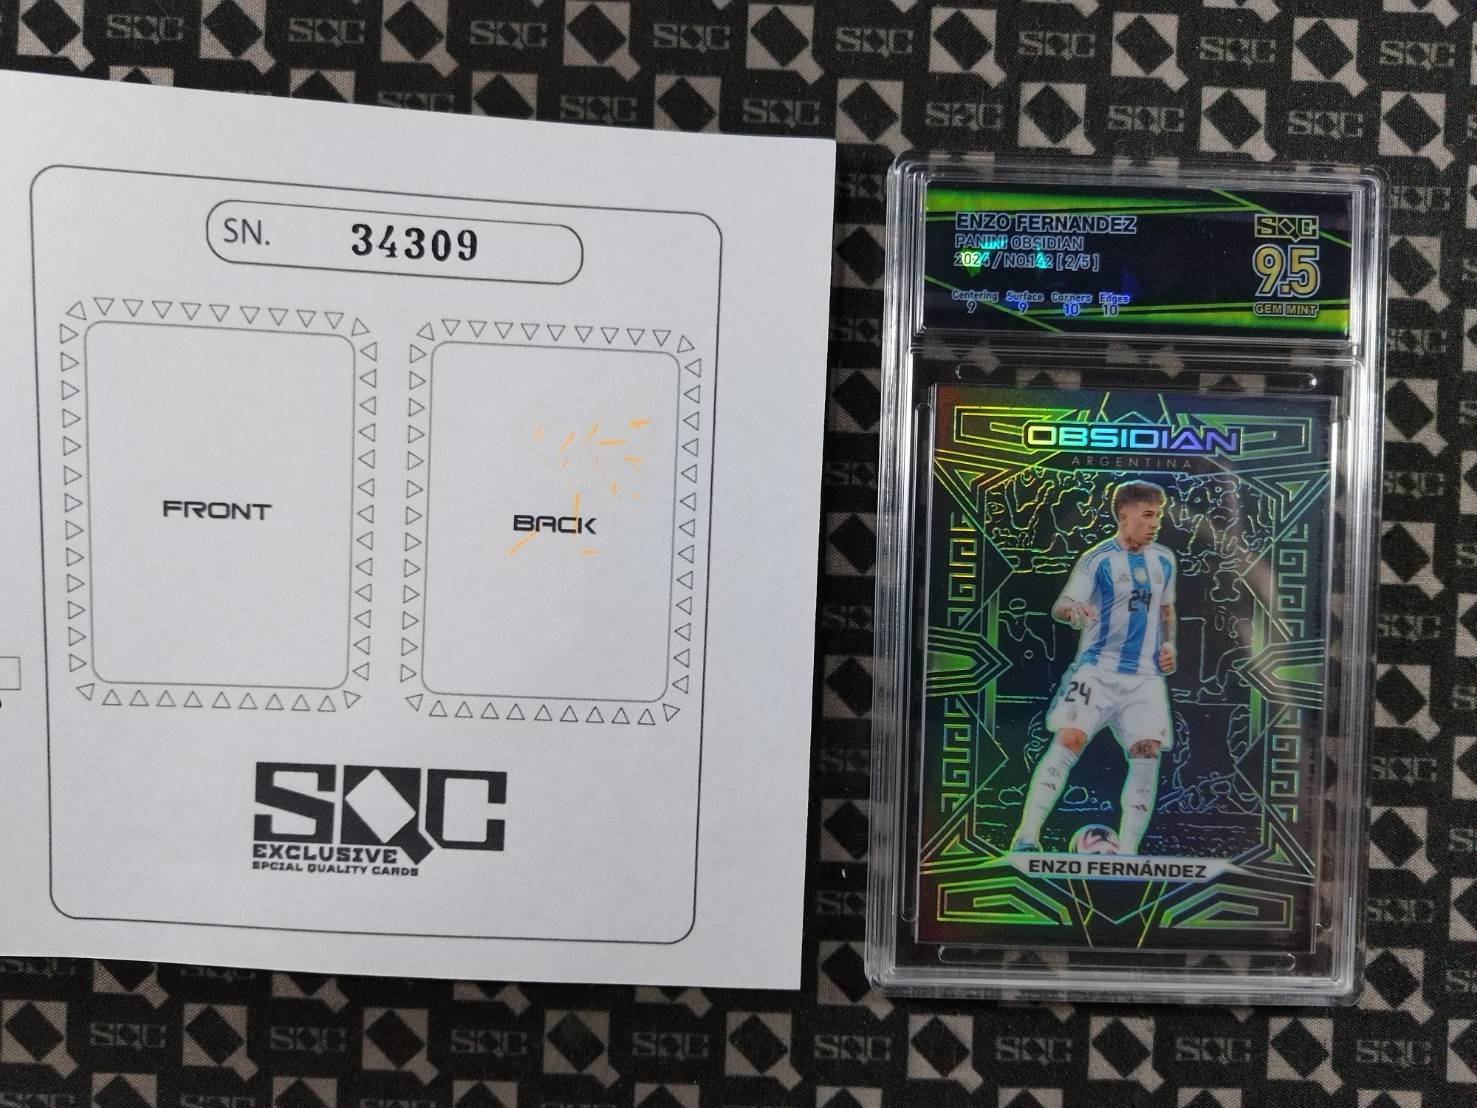 SN. 34309
FRONT
BACK
SQC
EXCLUSIVE
SPCIAL QUALITY CARDS
ENZO FERNANDEZ
PANINI OBSIDIAN
2024 / NO.142 [ 2/5 ]
Centering Surface Corners Edges
9 9 10 10
SQC
9.5
GEM MINT
OBSIDIAN
ARGENTINA
24
24
ENZO FERNÁNDEZ